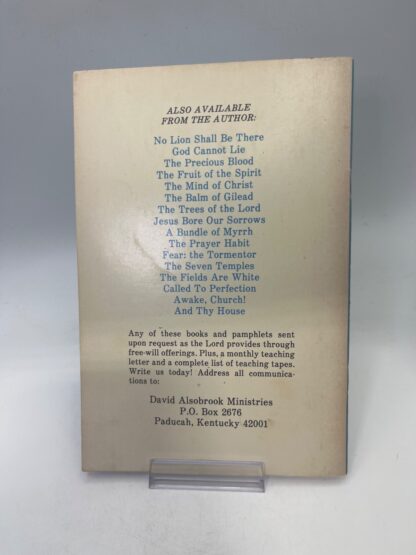 ALSO AVAILABLE
FROM THE AUTHOR:
No Lion Shall Be There
God Cannot Lie
The Precious Blood
The Fruit of the Spirit
The Mind of Christ
The Balm of Gilead
The Trees of the Lord
Jesus Bore Our Sorrows
A Bundle of Myrrh
The Prayer Habit
Fear: the Tormentor
The Seven Temples
The Fields Are White
Called To Perfection
Awake, Church!
And Thy House
Any of these books and pamphlets sent
upon request as the Lord provides through
free-will offerings. Plus, a monthly teaching
letter and a complete list of teaching tapes.
Write us today! Address all communica-
tions to:
David Alsobrook Ministries
P.O. Box 2676
Paducah, Kentucky 42001